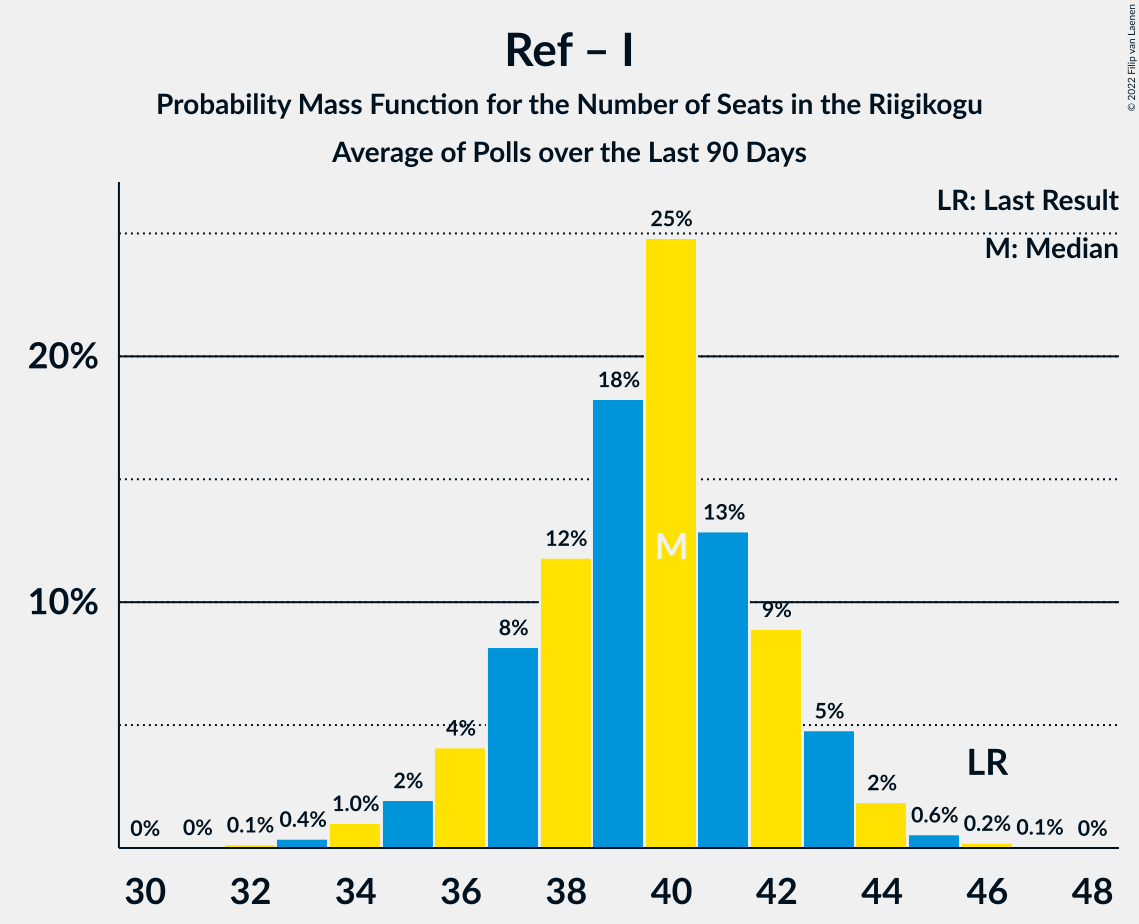 Ref – I
Probability Mass Function for the Number of Seats in the Riigikogu
Average of Polls over the Last 90 Days
© 2022 Filip van Laenen
LR: Last Result
M: Median
20%
10%
0%
0%
0.1%
0.4%
1.0%
2%
4%
8%
12%
18%
25%
M
13%
9%
5%
2%
0.6%
LR
0.2%
0.1%
0%
30 32 34 36 38 40 42 44 46 48